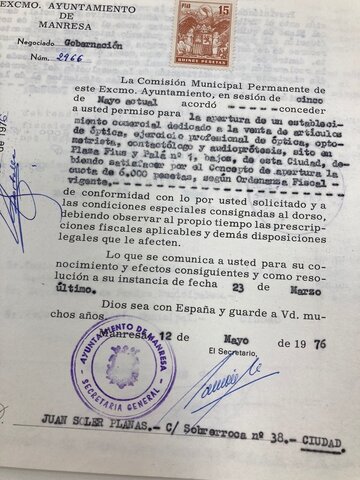 EXCMO. AYUNTAMIENTO
DE
MANRESA
Negociado Gobernación
Núm. 2966
Pta 15
QUINCE PESETAS
La Comisión Municipal Permanente de
este Excmo. Ayuntamiento, en sesión de cinco
de Mayo actual acordó - - - - - conceder
a usted permiso para la apertura de un estableci-
miento comercial dedicado a la venta de artículos
de óptica, ejercicio profesional de óptica, opto-
metrista, contactólogo y audioprótesis, sito en
Plaza Fius y Palá nº 1, bajos, de esta Ciudad, de-
biendo satisfacer por el Concepto de apertura la
cuota de 6.000 pesetas, según Ordenanza Fiscal
vigente.- - - - - - - - - - - - - - - - - - - -
de conformidad con lo por usted solicitado y a
las condiciones especiales consignadas al dorso,
debiendo observar al propio tiempo las prescrip-
ciones fiscales aplicables y demás disposiciones
legales que le afecten.
Lo que se comunica a usted para su co-
nocimiento y efectos consiguientes y como reso-
lución a su instancia de fecha 23 de Marzo
último.
Dios sea con España y guarde a Vd. mu-
chos años.
Manresa, 12 de Mayo de 1976
El Secretario,
AYUNTAMIENTO DE MANRESA
SECRETARIA GENERAL
JUAN SOLER PLANAS.- C/ Sobrerroca nº 38.- CIUDAD.